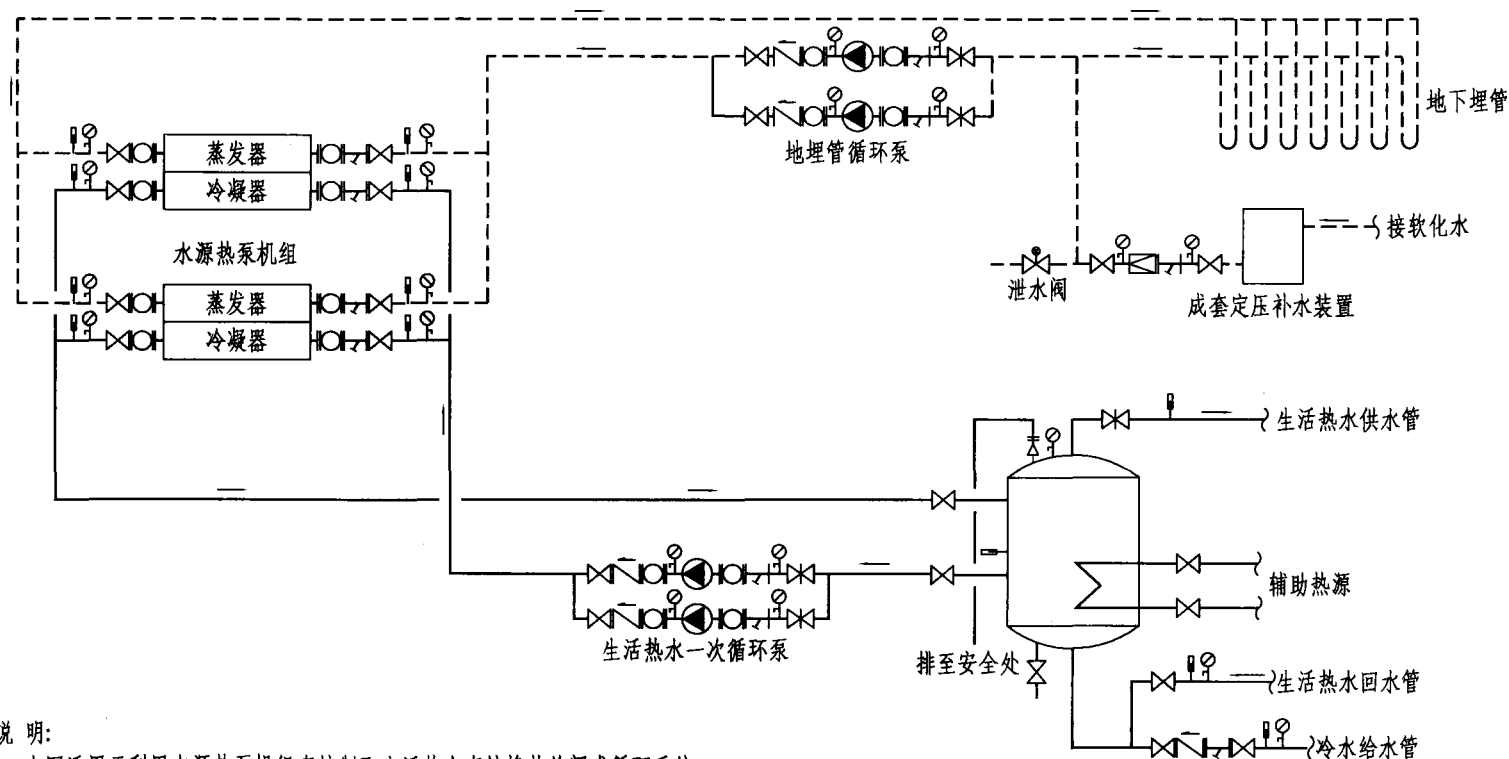 地下埋管
蒸发器
地埋管循环泵
冷凝器
接软化水
水源热泵机组
泄水阀
蒸发器
成套定压补水装置
冷凝器
生活热水供水管
辅助热源
生活热水一次循环泵
排至安全处
生活热水回水管
说 明:
冷水给水管